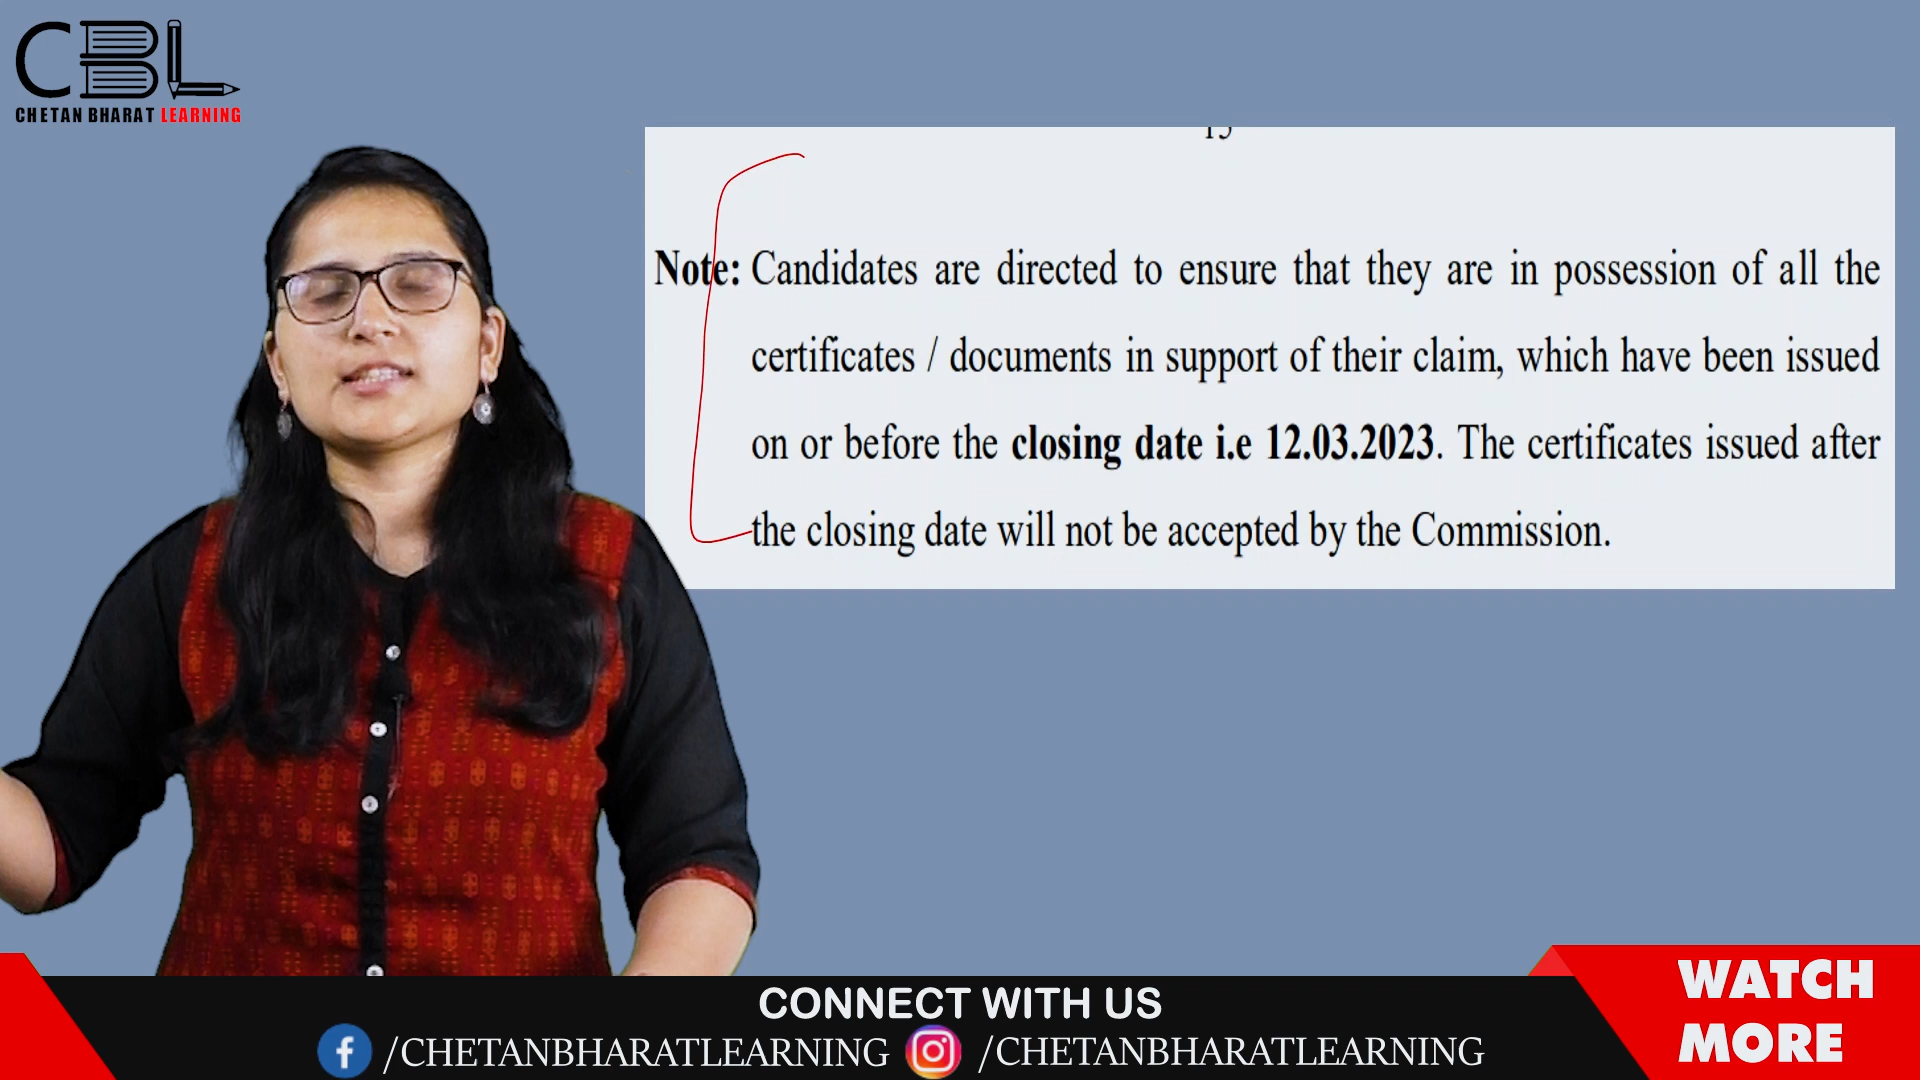 CBL
CHETAN BHARAT LEARNING
15
Note: Candidates are directed to ensure that they are in possession of all the
certificates / documents in support of their claim, which have been issued
on or before the closing date i.e 12.03.2023. The certificates issued after
the closing date will not be accepted by the Commission.
CONNECT WITH US
/CHETANBHARATLEARNING /CHETANBHARATLEARNING
WATCH
MORE